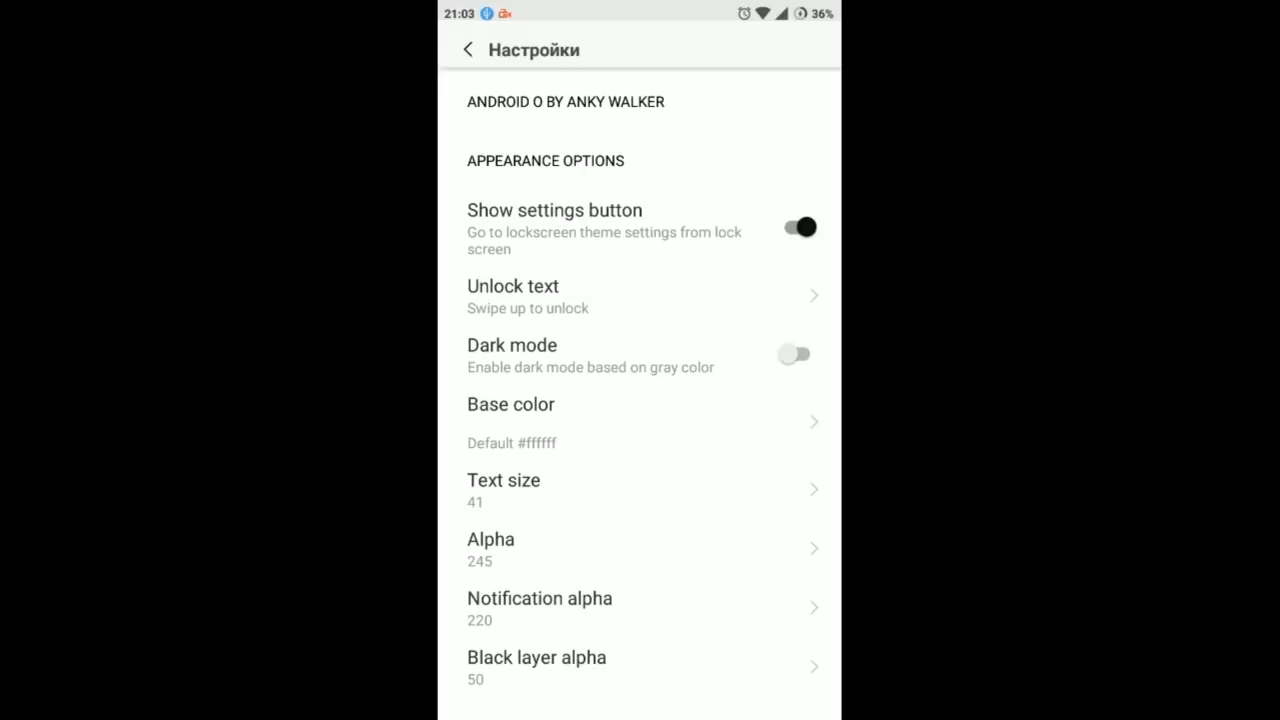 21:03 36%
Настройки
ANDROID O BY ANKY WALKER
APPEARANCE OPTIONS
Show settings button
Go to lockscreen theme settings from lock
screen
Unlock text
Swipe up to unlock
Dark mode
Enable dark mode based on gray color
Base color
Default #ffffff
Text size
41
Alpha
245
Notification alpha
220
Black layer alpha
50